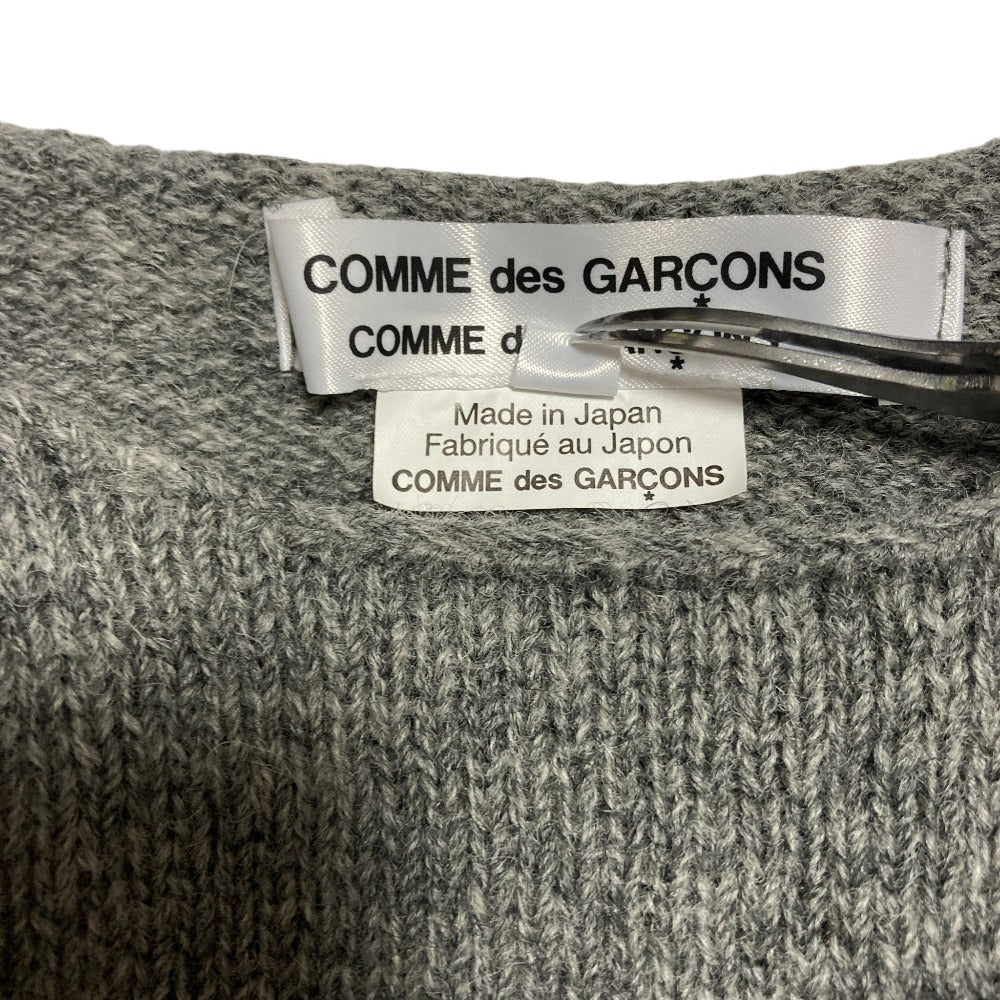 COMME des GARÇONS
COMME
Made in Japan
Fabriqué au Japon
COMME des GARÇONS